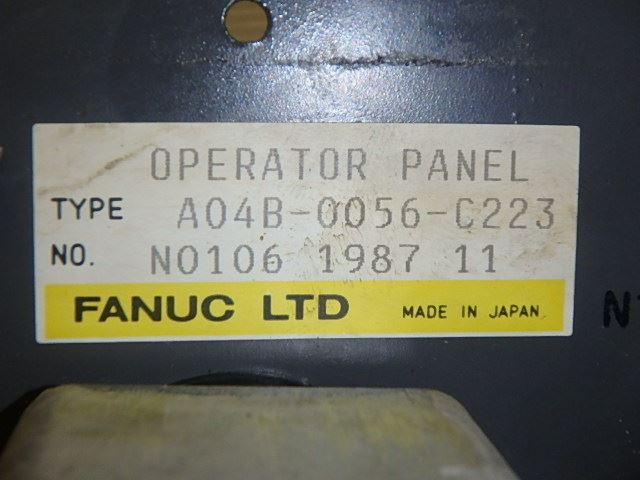 OPERATOR PANEL
TYPE A04B-0056-C223
NO. N0106 1987 11
FANUC LTD MADE IN JAPAN